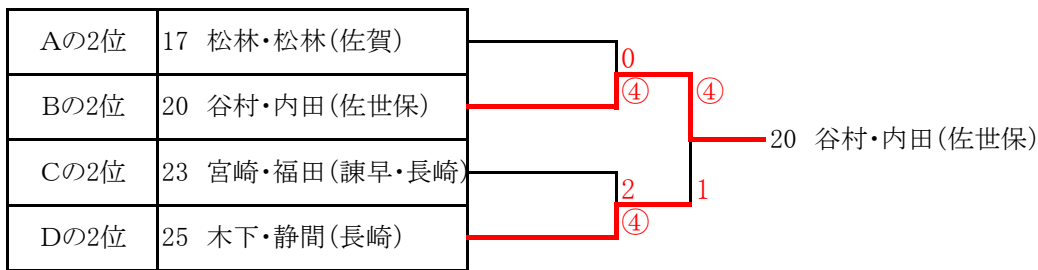 Aの2位 17 松林・松林(佐賀)
0
Bの2位 20 谷村・内田(佐世保)
④ ④
20 谷村・内田(佐世保)
Cの2位 23 宮崎・福田(諫早・長崎)
2 1
④
Dの2位 25 木下・静間(長崎)